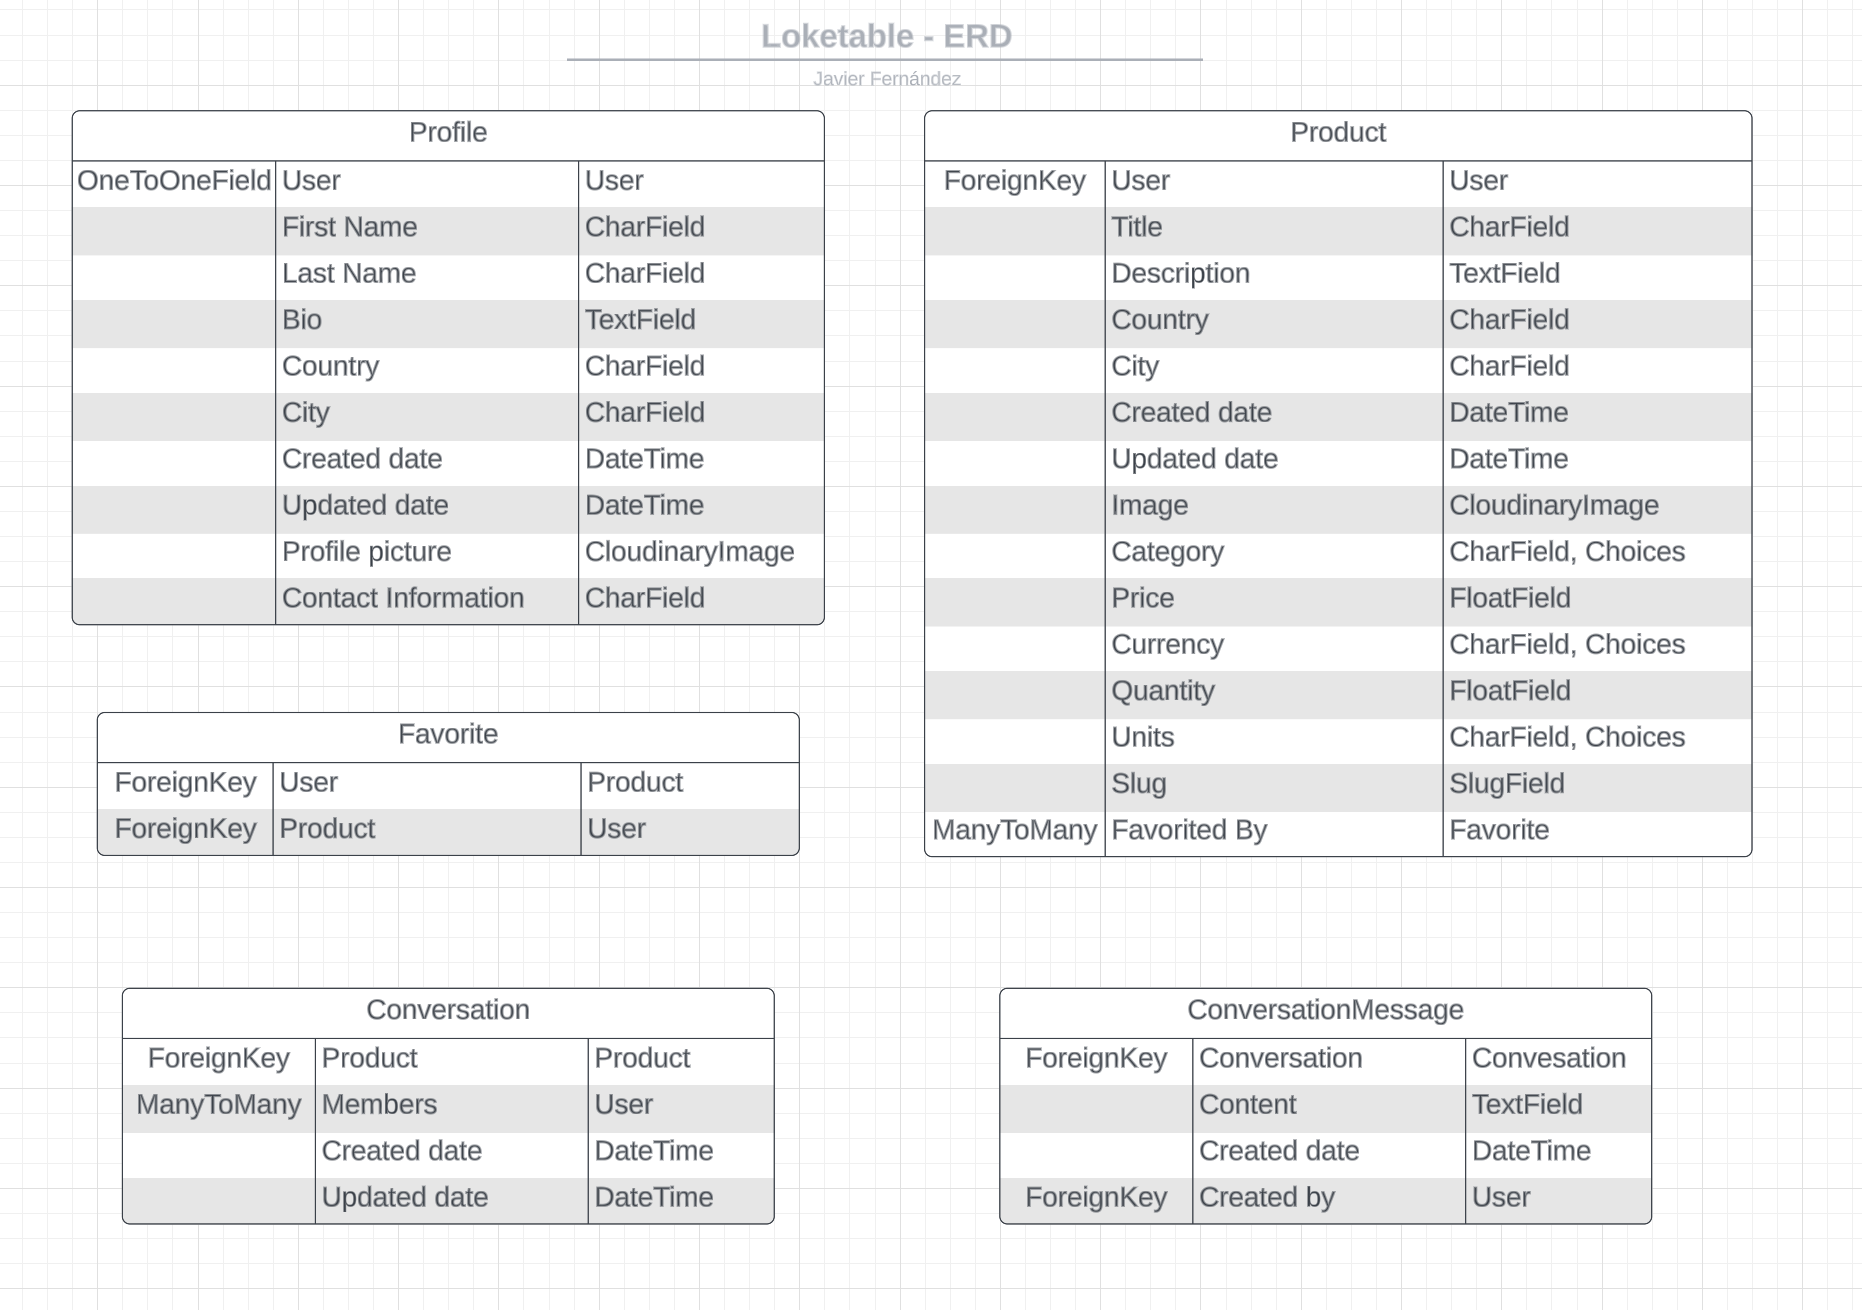 Loketable - ERD
Javier Fernández
Profile
OneToOneField User User
First Name CharField
Last Name CharField
Bio TextField
Country CharField
City CharField
Created date DateTime
Updated date DateTime
Profile picture CloudinaryImage
Contact Information CharField
Product
ForeignKey User User
Title CharField
Description TextField
Country CharField
City CharField
Created date DateTime
Updated date DateTime
Image CloudinaryImage
Category CharField, Choices
Price FloatField
Currency CharField, Choices
Quantity FloatField
Units CharField, Choices
Slug SlugField
ManyToMany Favorited By Favorite
Favorite
ForeignKey User Product
ForeignKey Product User
Conversation
ForeignKey Product Product
ManyToMany Members User
Created date DateTime
Updated date DateTime
ConversationMessage
ForeignKey Conversation Convesation
Content TextField
Created date DateTime
ForeignKey Created by User